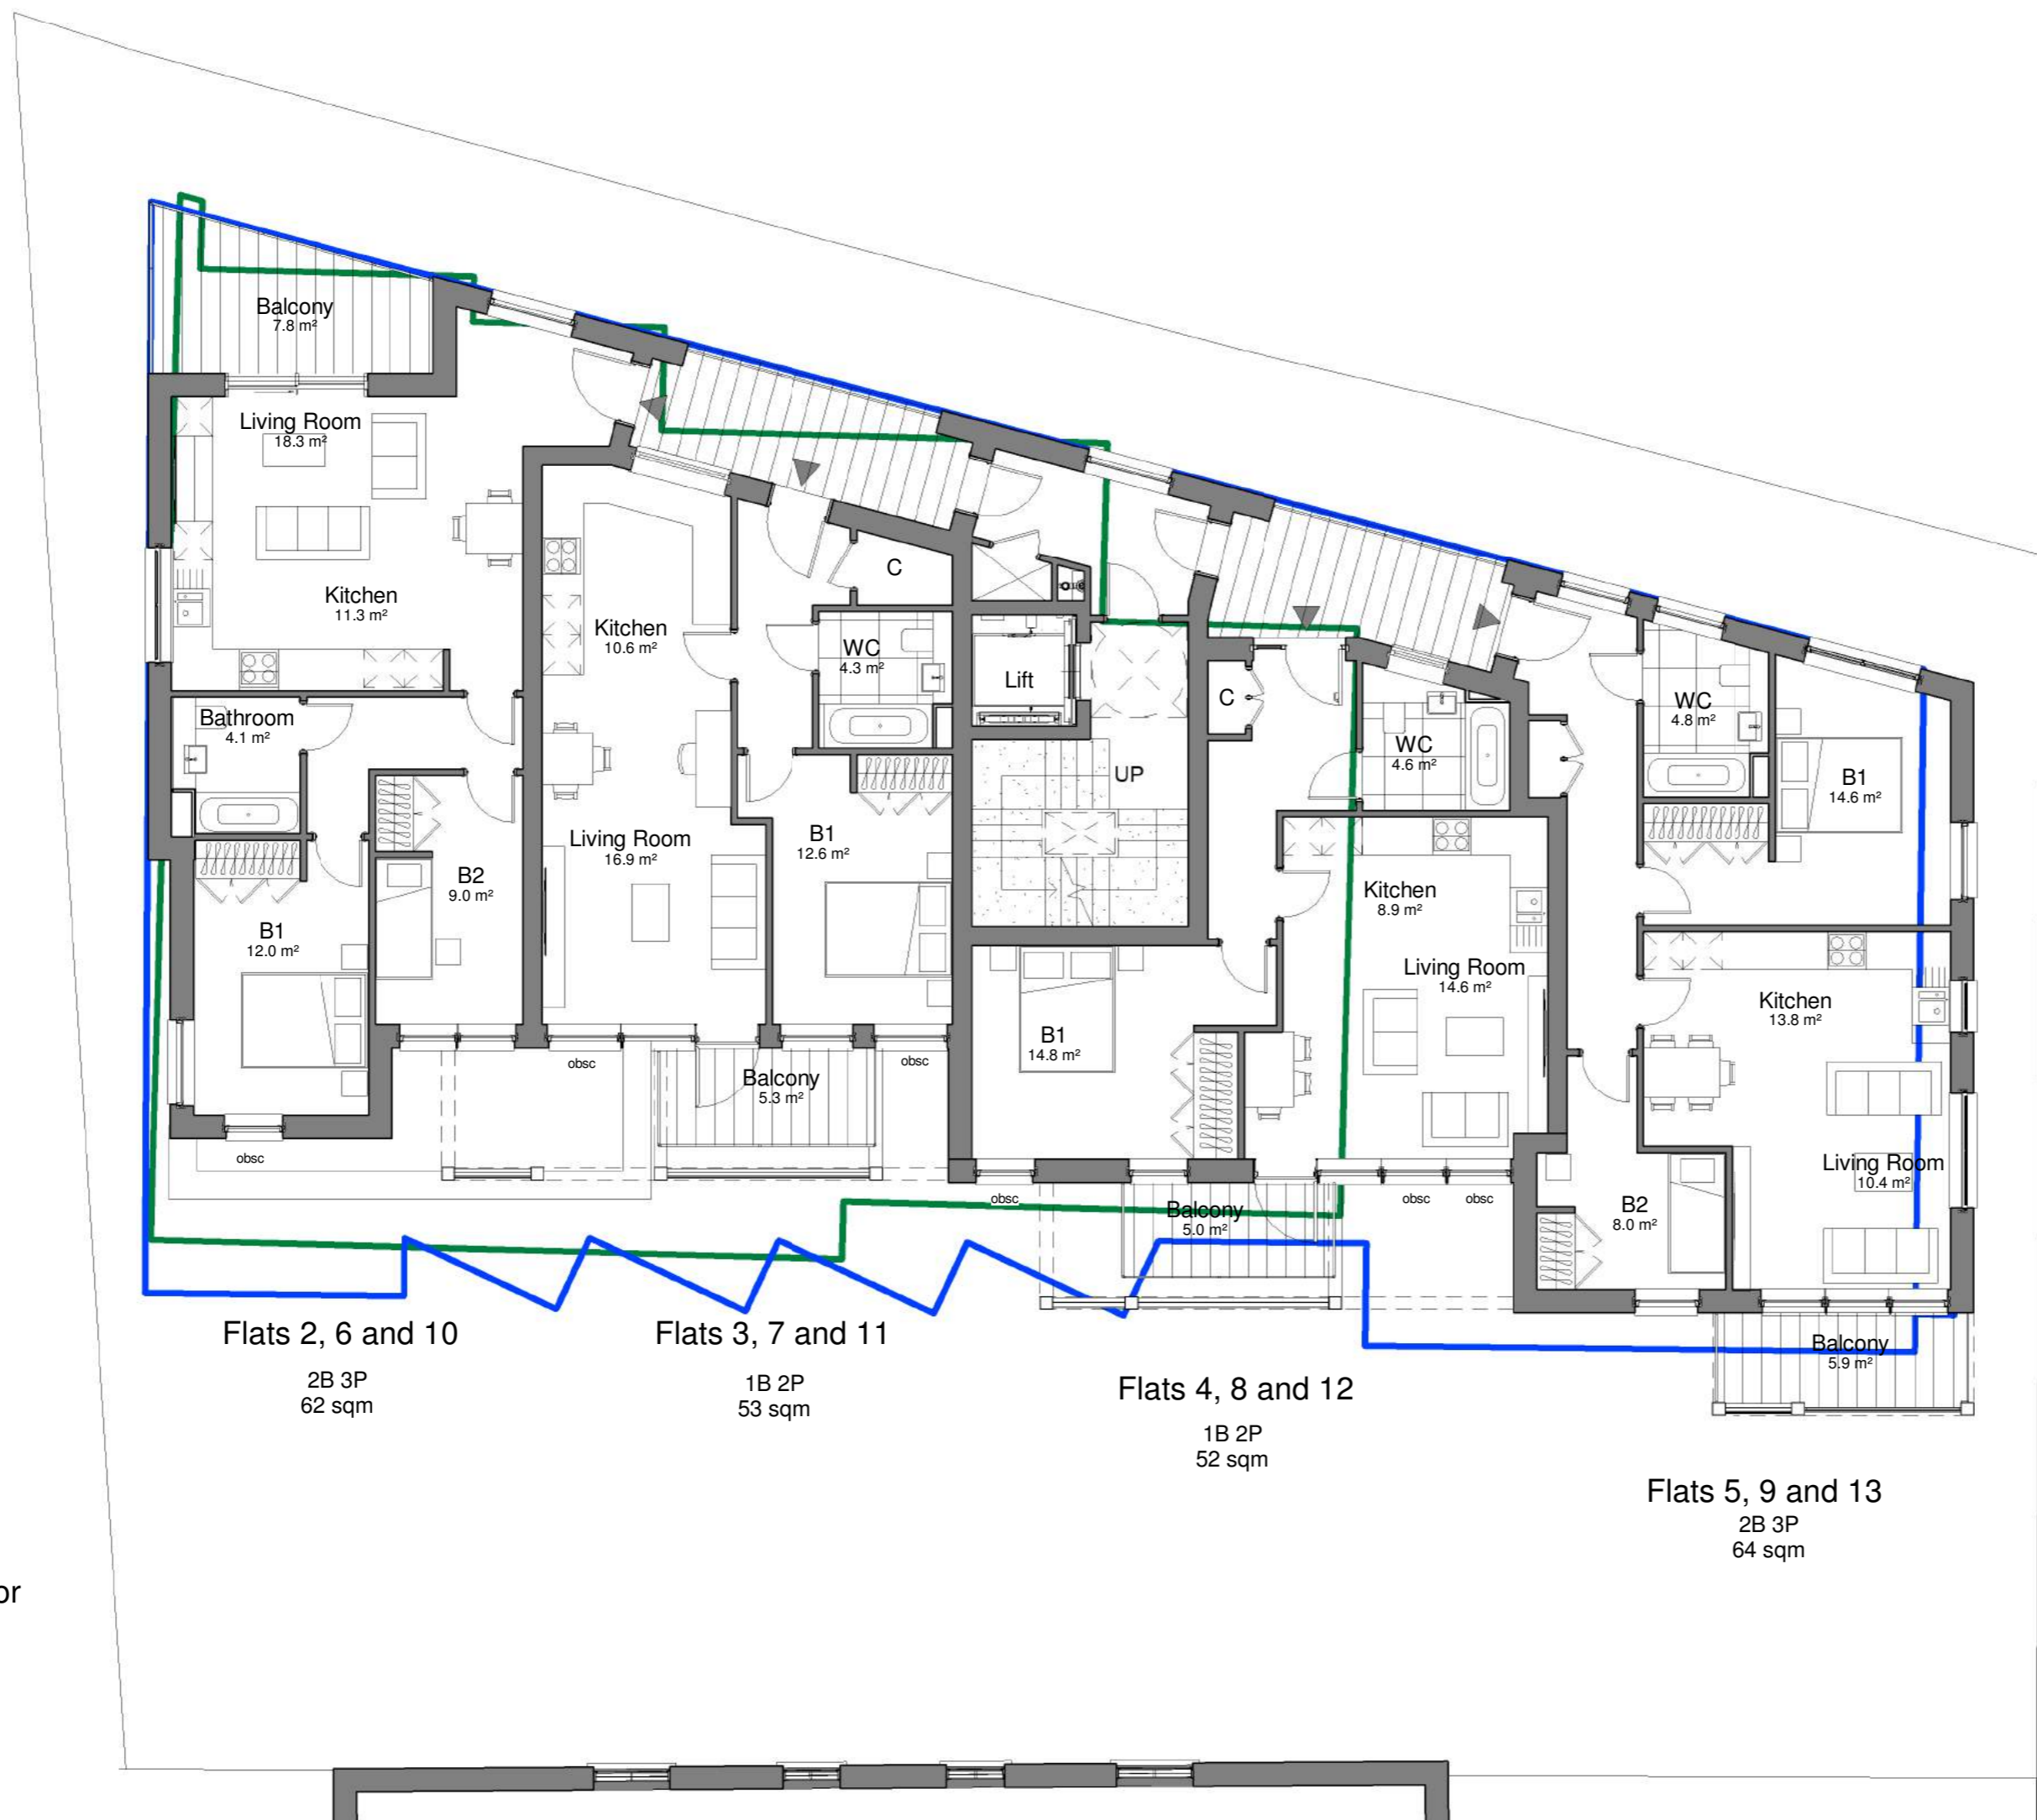 Balcony
7.8 m²
Living Room
18.3 m²
Kitchen
11.3 m²
Bathroom
4.1 m²
B1
12.0 m²
B2
9.0 m²
obsc
Kitchen
10.6 m²
Living Room
16.9 m²
C
WC
4.3 m²
B1
12.6 m²
obsc
Balcony
5.3 m²
obsc
Lift
UP
C
WC
4.6 m²
Kitchen
8.9 m²
Living Room
14.6 m²
B1
14.8 m²
obsc
Balcony
5.0 m²
obsc
obsc
WC
4.8 m²
B1
14.6 m²
Kitchen
13.8 m²
Living Room
10.4 m²
B2
8.0 m²
Balcony
5.9 m²
Flats 2, 6 and 10
2B 3P
62 sqm
Flats 3, 7 and 11
1B 2P
53 sqm
Flats 4, 8 and 12
1B 2P
52 sqm
Flats 5, 9 and 13
2B 3P
64 sqm
or